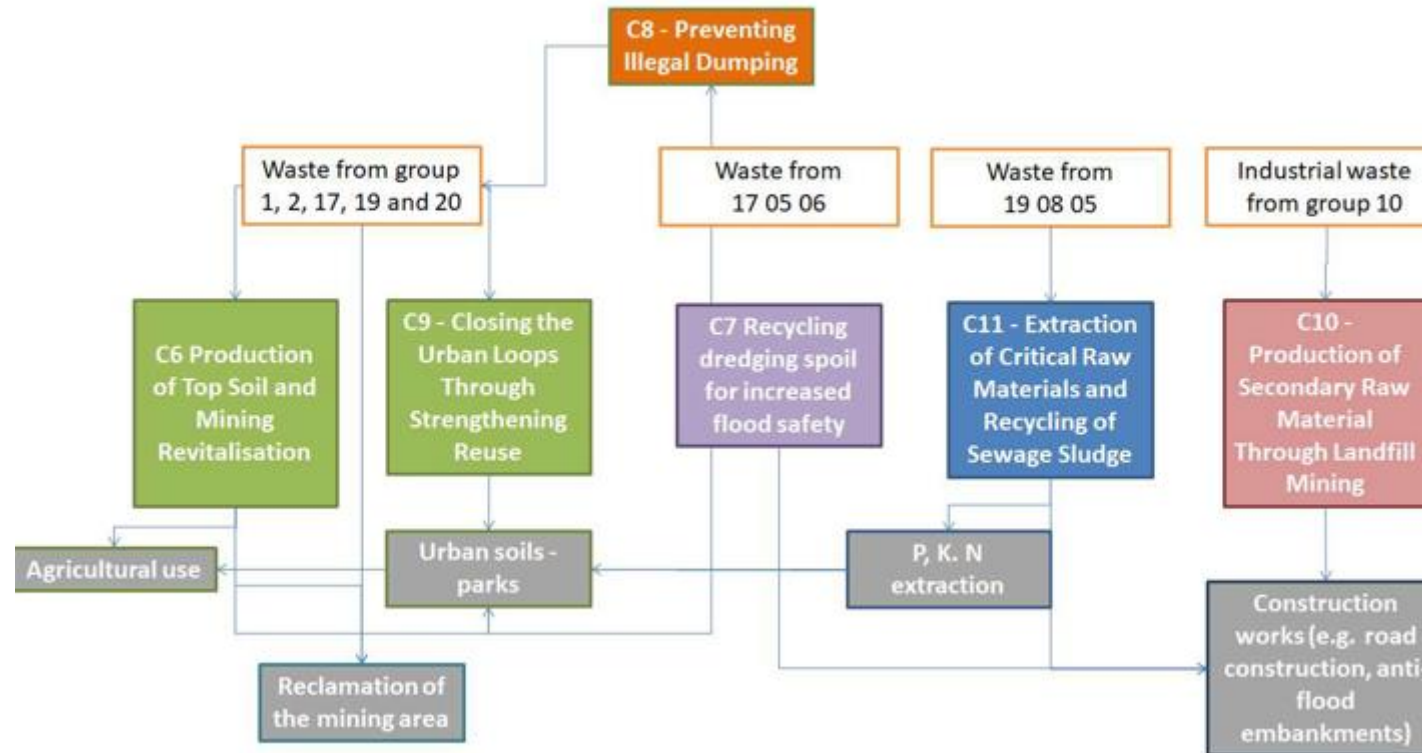 C8 - Preventing
Illegal Dumping
Waste from group
1, 2, 17, 19 and 20
Waste from
17 05 06
Waste from
19 08 05
Industrial waste
from group 10
C6 Production
of Top Soil and
Mining
Revitalisation
C9 - Closing the
Urban Loops
Through
Strengthening
Reuse
C7 Recycling
dredging spoil
for increased
flood safety
C11 - Extraction
of Critical Raw
Materials and
Recycling of
Sewage Sludge
C10 -
Production of
Secondary Raw
Material
Through Landfill
Mining
Agricultural use
Urban soils -
parks
P, K. N
extraction
Reclamation of
the mining area
Construction
works (e.g. road
construction, anti-
flood
embankments)